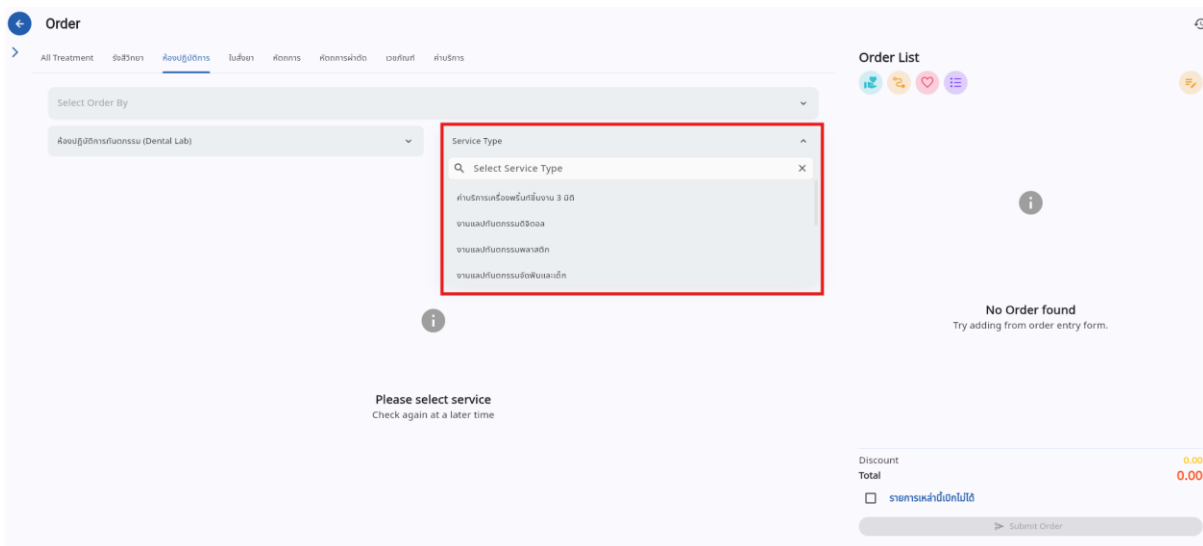 Order
All Treatment รังสีวิทยา ห้องปฏิบัติการ ใบสั่งยา หัตถการ หัตถการผ่าตัด เวชภัณฑ์ ค่าบริการ
Select Order By
ห้องปฏิบัติการทันตกรรม (Dental Lab)
Service Type
Select Service Type
ค่าบริการเครื่องพริ้นท์ชิ้นงาน 3 มิติ
งานแลปทันตกรรมดิจิตอล
งานแลปทันตกรรมพลาสติก
งานแลปทันตกรรมจัดฟันและเด็ก
Please select service
Check again at a later time
Order List
No Order found
Try adding from order entry form.
Discount 0.00
Total 0.00
รายการเหล่านี้เบิกไม่ได้
Submit Order